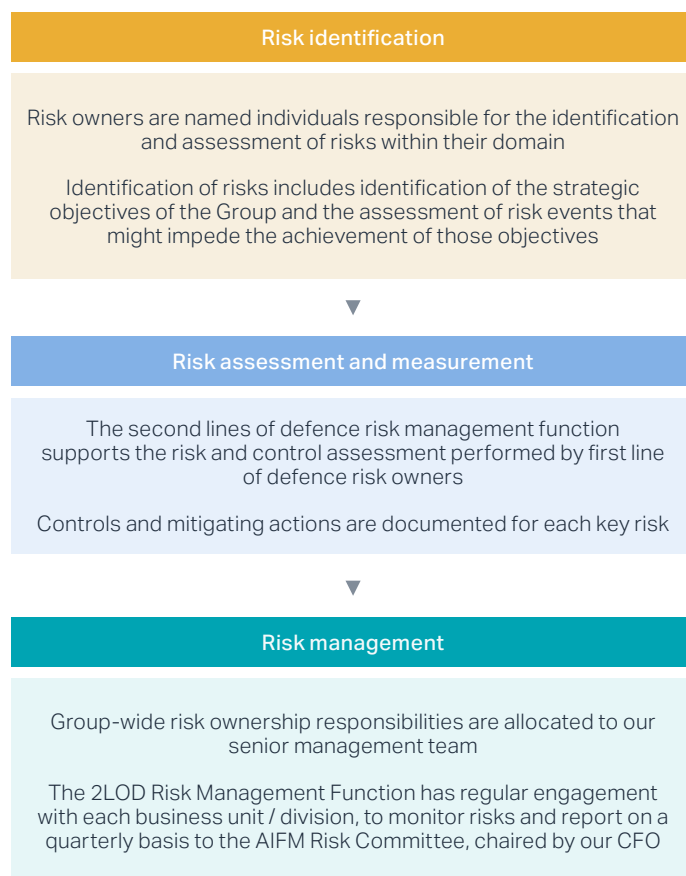 Risk identification
Risk owners are named individuals responsible for the identification
and assessment of risks within their domain
Identification of risks includes identification of the strategic
objectives of the Group and the assessment of risk events that
might impede the achievement of those objectives
Risk assessment and measurement
The second lines of defence risk management function
supports the risk and control assessment performed by first line
of defence risk owners
Controls and mitigating actions are documented for each key risk
Risk management
Group-wide risk ownership responsibilities are allocated to our
senior management team
The 2LOD Risk Management Function has regular engagement
with each business unit / division, to monitor risks and report on a
quarterly basis to the AIFM Risk Committee, chaired by our CFO